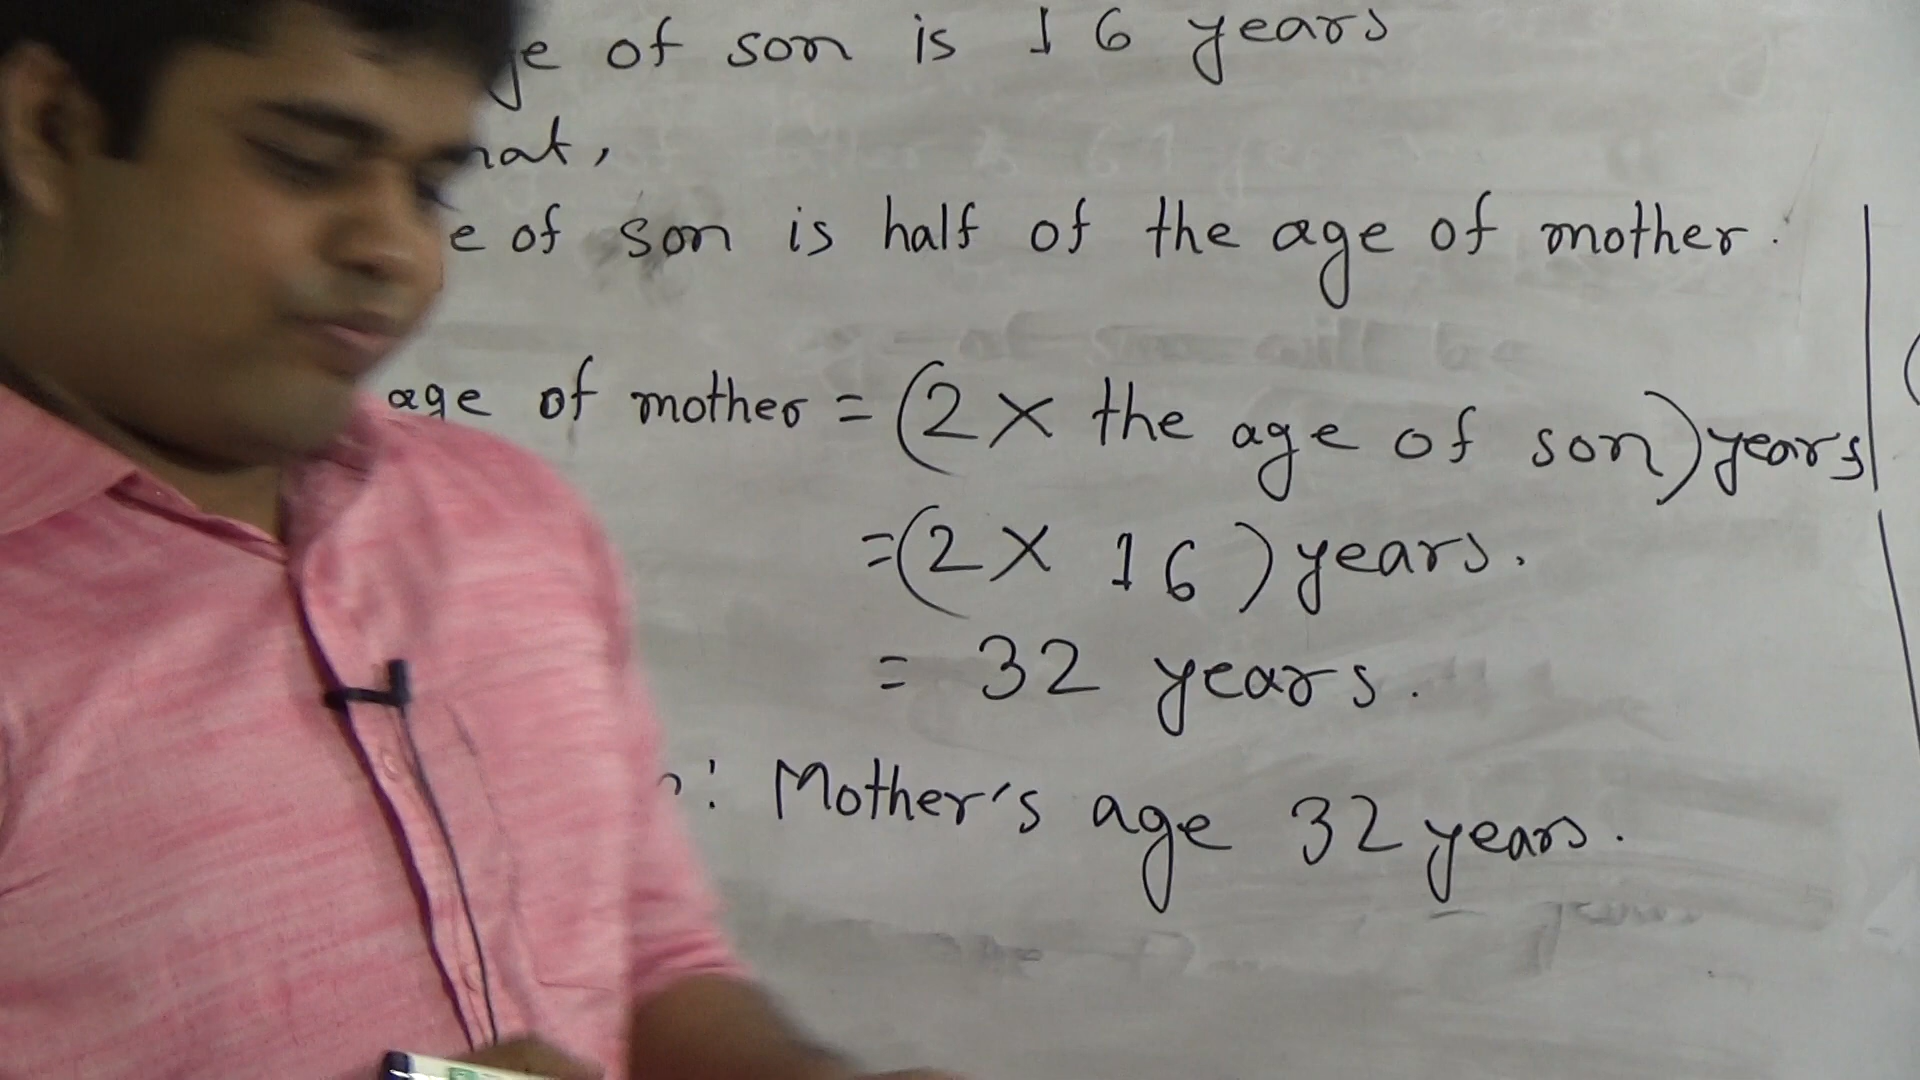 of son is 16 years
of son is half of the age of mother.
age of mother = (2 × the age of son) years
= (2 × 16) years.
= 32 years.
: Mother's age 32 years.